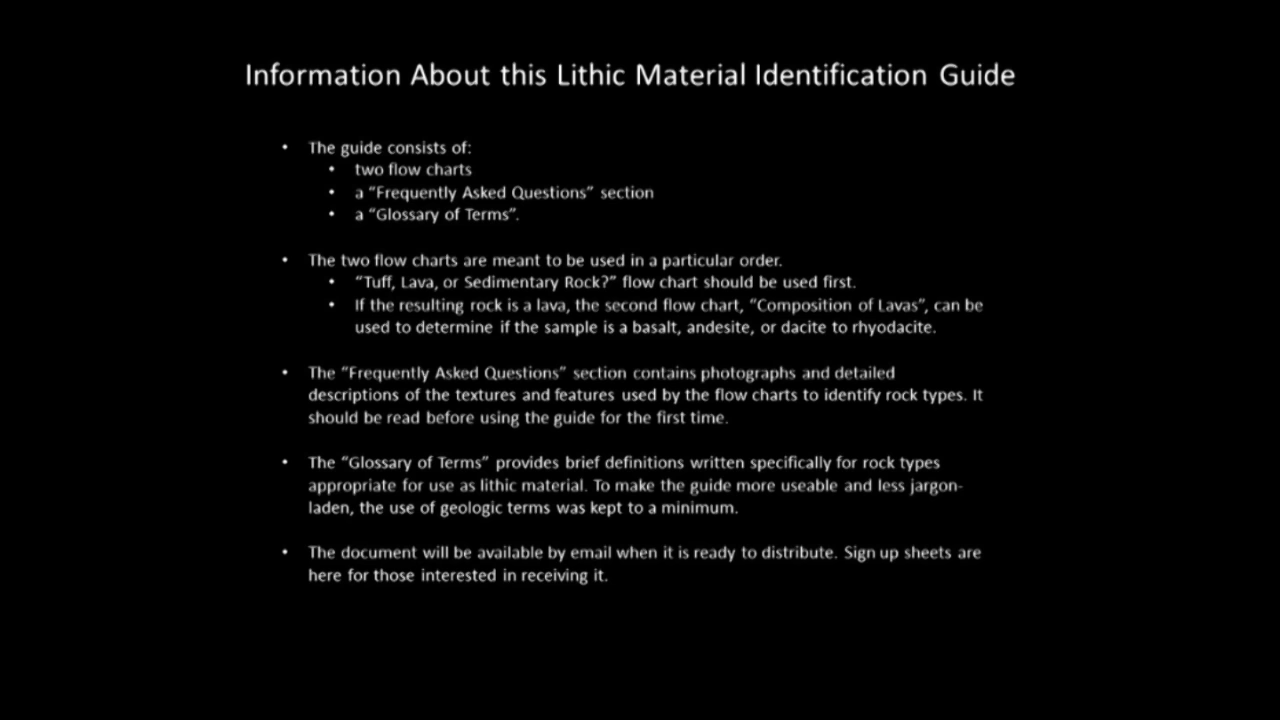 Information About this Lithic Material Identification Guide
• The guide consists of:
• two flow charts
• a “Frequently Asked Questions” section
• a “Glossary of Terms”.
• The two flow charts are meant to be used in a particular order.
• “Tuff, Lava, or Sedimentary Rock?” flow chart should be used first.
• If the resulting rock is a lava, the second flow chart, “Composition of Lavas”, can be
used to determine if the sample is a basalt, andesite, or dacite to rhyodacite.
• The “Frequently Asked Questions” section contains photographs and detailed
descriptions of the textures and features used by the flow charts to identify rock types. It
should be read before using the guide for the first time.
• The “Glossary of Terms” provides brief definitions written specifically for rock types
appropriate for use as lithic material. To make the guide more useable and less jargon-
laden, the use of geologic terms was kept to a minimum.
• The document will be available by email when it is ready to distribute. Sign up sheets are
here for those interested in receiving it.